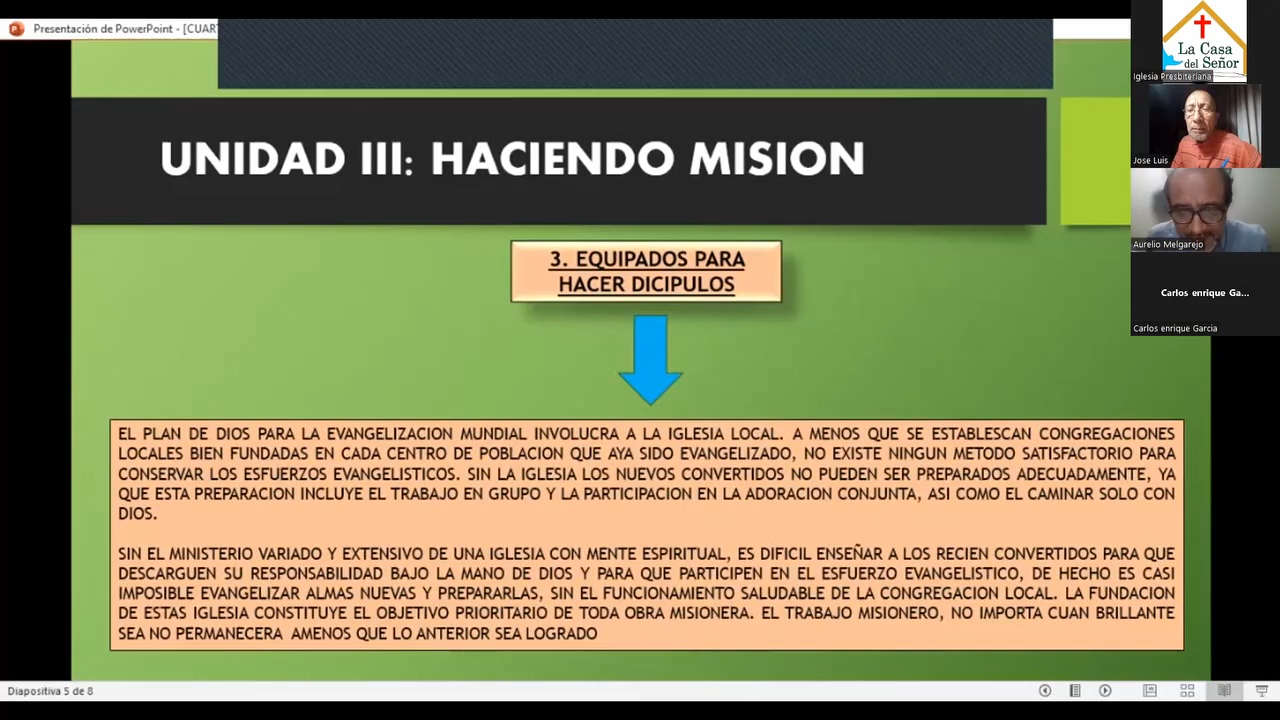 Presentación de PowerPoint - [CUAR
La Casa
del Señor
Iglesia Presbiteriana
Jose Luis
Aurelio Melgarejo
Carlos enrique Ga...
Carlos enrique Garcia
UNIDAD III: HACIENDO MISION
3. EQUIPADOS PARA
HACER DICIPULOS
EL PLAN DE DIOS PARA LA EVANGELIZACION MUNDIAL INVOLUCRA A LA IGLESIA LOCAL. A MENOS QUE SE ESTABLESCAN CONGREGACIONES
LOCALES BIEN FUNDADAS EN CADA CENTRO DE POBLACION QUE AYA SIDO EVANGELIZADO, NO EXISTE NINGUN METODO SATISFACTORIO PARA
CONSERVAR LOS ESFUERZOS EVANGELISTICOS. SIN LA IGLESIA LOS NUEVOS CONVERTIDOS NO PUEDEN SER PREPARADOS ADECUADAMENTE, YA
QUE ESTA PREPARACION INCLUYE EL TRABAJO EN GRUPO Y LA PARTICIPACION EN LA ADORACION CONJUNTA, ASI COMO EL CAMINAR SOLO CON
DIOS.
SIN EL MINISTERIO VARIADO Y EXTENSIVO DE UNA IGLESIA CON MENTE ESPIRITUAL, ES DIFICIL ENSEÑAR A LOS RECIEN CONVERTIDOS PARA QUE
DESCARGUEN SU RESPONSABILIDAD BAJO LA MANO DE DIOS Y PARA QUE PARTICIPEN EN EL ESFUERZO EVANGELISTICO, DE HECHO ES CASI
IMPOSIBLE EVANGELIZAR ALMAS NUEVAS Y PREPARARLAS, SIN EL FUNCIONAMIENTO SALUDABLE DE LA CONGREGACION LOCAL. LA FUNDACION
DE ESTAS IGLESIA CONSTITUYE EL OBJETIVO PRIORITARIO DE TODA OBRA MISIONERA. EL TRABAJO MISIONERO, NO IMPORTA CUAN BRILLANTE
SEA NO PERMANECERA AMENOS QUE LO ANTERIOR SEA LOGRADO
Diapositiva 5 de 8